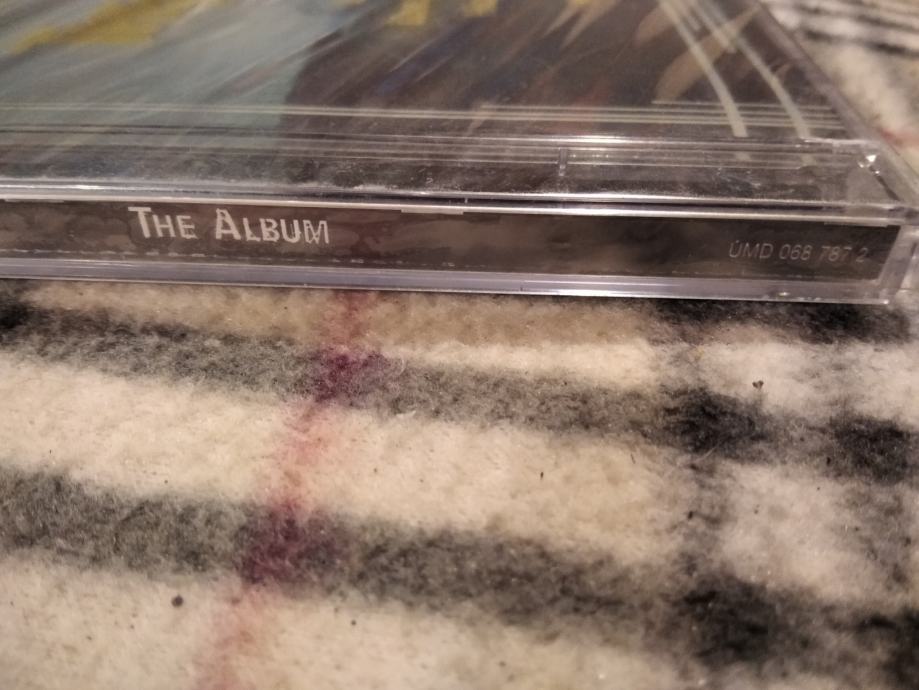 THE ALBUM
UMD 068 787 2